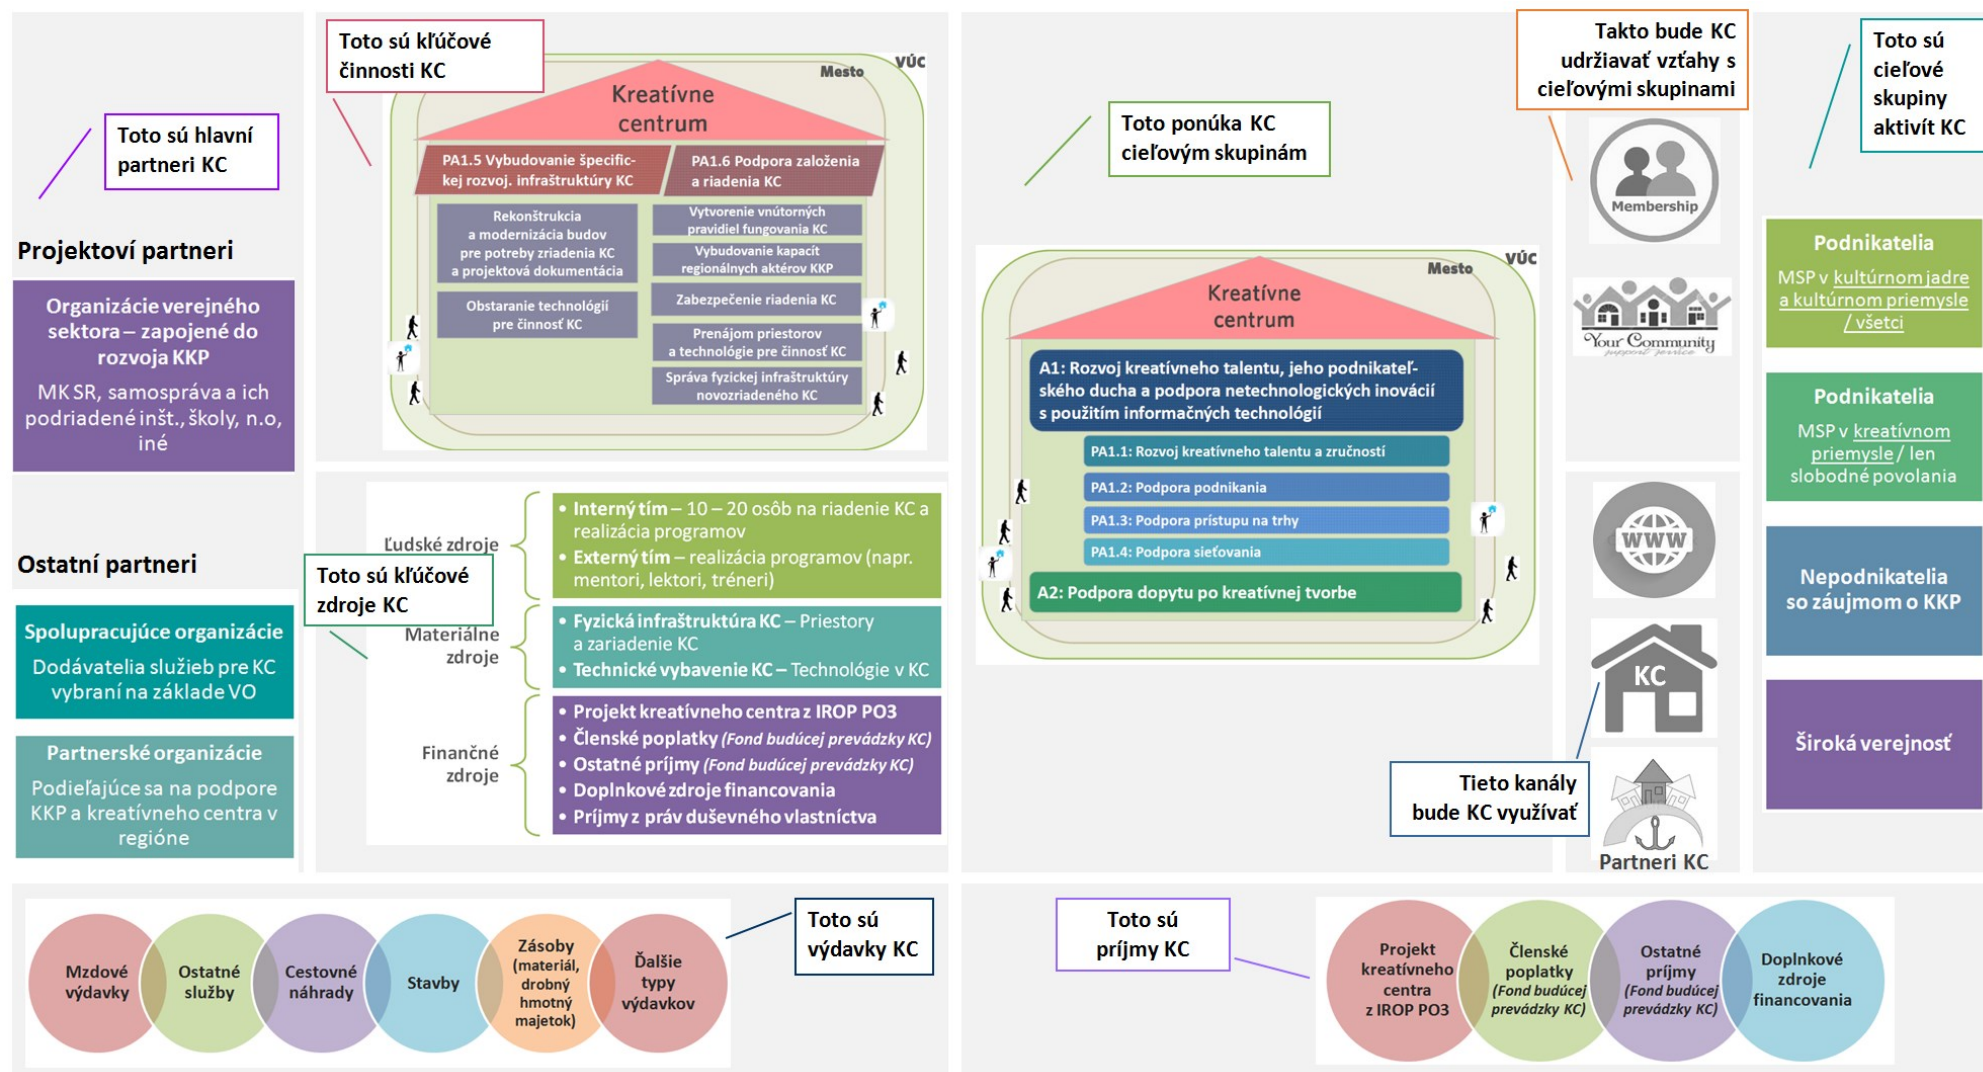 Toto sú hlavní
partneri KC
Projektoví partneri
Organizácie verejného
sektora – zapojené do
rozvoja KKP
MK SR, samospráva a ich
podriadené inšt., školy, n.o,
iné
Ostatní partneri
Spolupracujúce organizácie
Dodávatelia služieb pre KC
vybraní na základe VO
Partnerské organizácie
Podieľajúce sa na podpore
KKP a kreatívneho centra v
regióne
Toto sú kľúčové
činnosti KC
VÚC
Mesto
Kreatívne
centrum
PA1.5 Vybudovanie špecific-
kej rozvoj. infraštruktúry KC
PA1.6 Podpora založenia
a riadenia KC
Rekonštrukcia
a modernizácia budov
pre potreby zriadenia KC
a projektová dokumentácia
Obstaranie technológií
pre činnosť KC
Vytvorenie vnútorných
pravidiel fungovania KC
Vybudovanie kapacít
regionálnych aktérov KKP
Zabezpečenie riadenia KC
Prenájom priestorov
a technológie pre činnosť KC
Správa fyzickej infraštruktúry
novozriadeného KC
Toto sú kľúčové
zdroje KC
Ľudské zdroje
• Interný tím – 10 – 20 osôb na riadenie KC a
realizácia programov
• Externý tím – realizácia programov (napr.
mentori, lektori, tréneri)
Materiálne
zdroje
• Fyzická infraštruktúra KC – Priestory
a zariadenie KC
• Technické vybavenie KC – Technológie v KC
Finančné
zdroje
• Projekt kreatívneho centra z IROP PO3
• Členské poplatky (Fond budúcej prevádzky KC)
• Ostatné príjmy (Fond budúcej prevádzky KC)
• Doplnkové zdroje financovania
• Príjmy z práv duševného vlastníctva
Toto ponúka KC
cieľovým skupinám
VÚC
Mesto
Kreatívne
centrum
A1: Rozvoj kreatívneho talentu, jeho podnikateľ-
ského ducha a podpora netechnologických inovácií
s použitím informačných technológií
PA1.1: Rozvoj kreatívneho talentu a zručností
PA1.2: Podpora podnikania
PA1.3: Podpora prístupu na trhy
PA1.4: Podpora sieťovania
A2: Podpora dopytu po kreatívnej tvorbe
Takto bude KC
udržiavať vzťahy s
cieľovými skupinami
Membership
Your Community
support service
WWW
KC
Tieto kanály
bude KC využívať
Partneri KC
Toto sú
cieľové
skupiny
aktivít KC
Podnikatelia
MSP v kultúrnom jadre
a kultúrnom priemysle
/ všetci
Podnikatelia
MSP v kreatívnom
priemysle / len
slobodné povolania
Nepodnikatelia
so záujmom o KKP
Široká verejnosť
Mzdové
výdavky
Ostatné
služby
Cestovné
náhrady
Stavby
Zásoby
(materiál,
drobný
hmotný
majetok)
Ďalšie
typy
výdavkov
Toto sú
výdavky KC
Toto sú
príjmy KC
Projekt
kreatívneho
centra
z IROP PO3
Členské
poplatky
(Fond budúcej
prevádzky KC)
Ostatné
príjmy
(Fond budúcej
prevádzky KC)
Doplnkové
zdroje
financovania